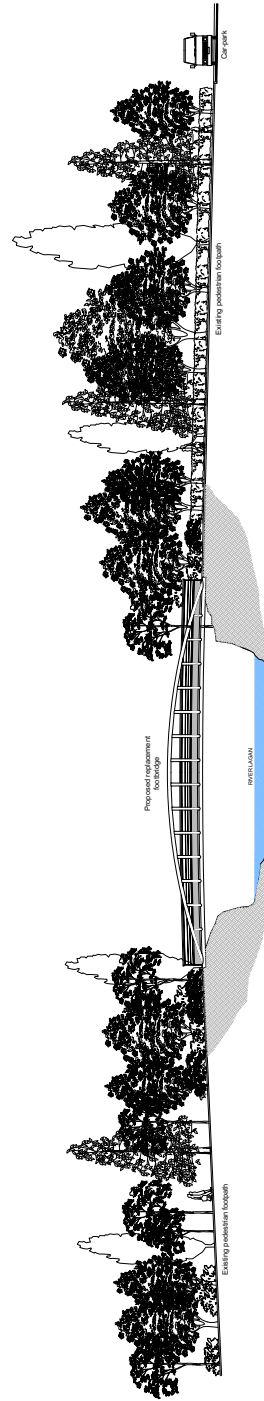 Existing pedestrian footpath
Proposed replacement
footbridge
RIVER LAGAN
Existing pedestrian footpath
Car-park